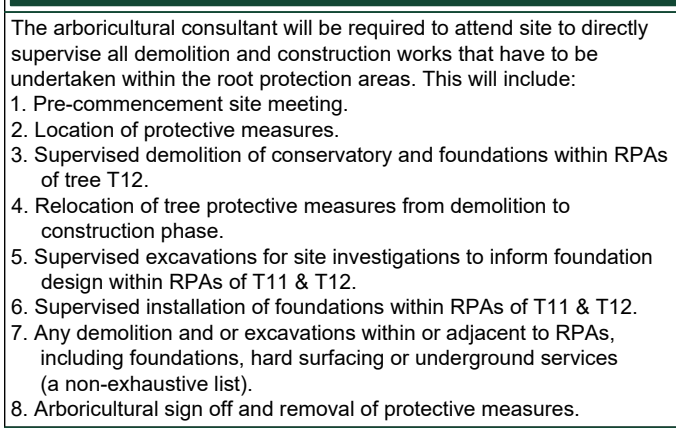 The arboricultural consultant will be required to attend site to directly
supervise all demolition and construction works that have to be
undertaken within the root protection areas. This will include:
1. Pre-commencement site meeting.
2. Location of protective measures.
3. Supervised demolition of conservatory and foundations within RPAs
of tree T12.
4. Relocation of tree protective measures from demolition to
construction phase.
5. Supervised excavations for site investigations to inform foundation
design within RPAs of T11 & T12.
6. Supervised installation of foundations within RPAs of T11 & T12.
7. Any demolition and or excavations within or adjacent to RPAs,
including foundations, hard surfacing or underground services
(a non-exhaustive list).
8. Arboricultural sign off and removal of protective measures.